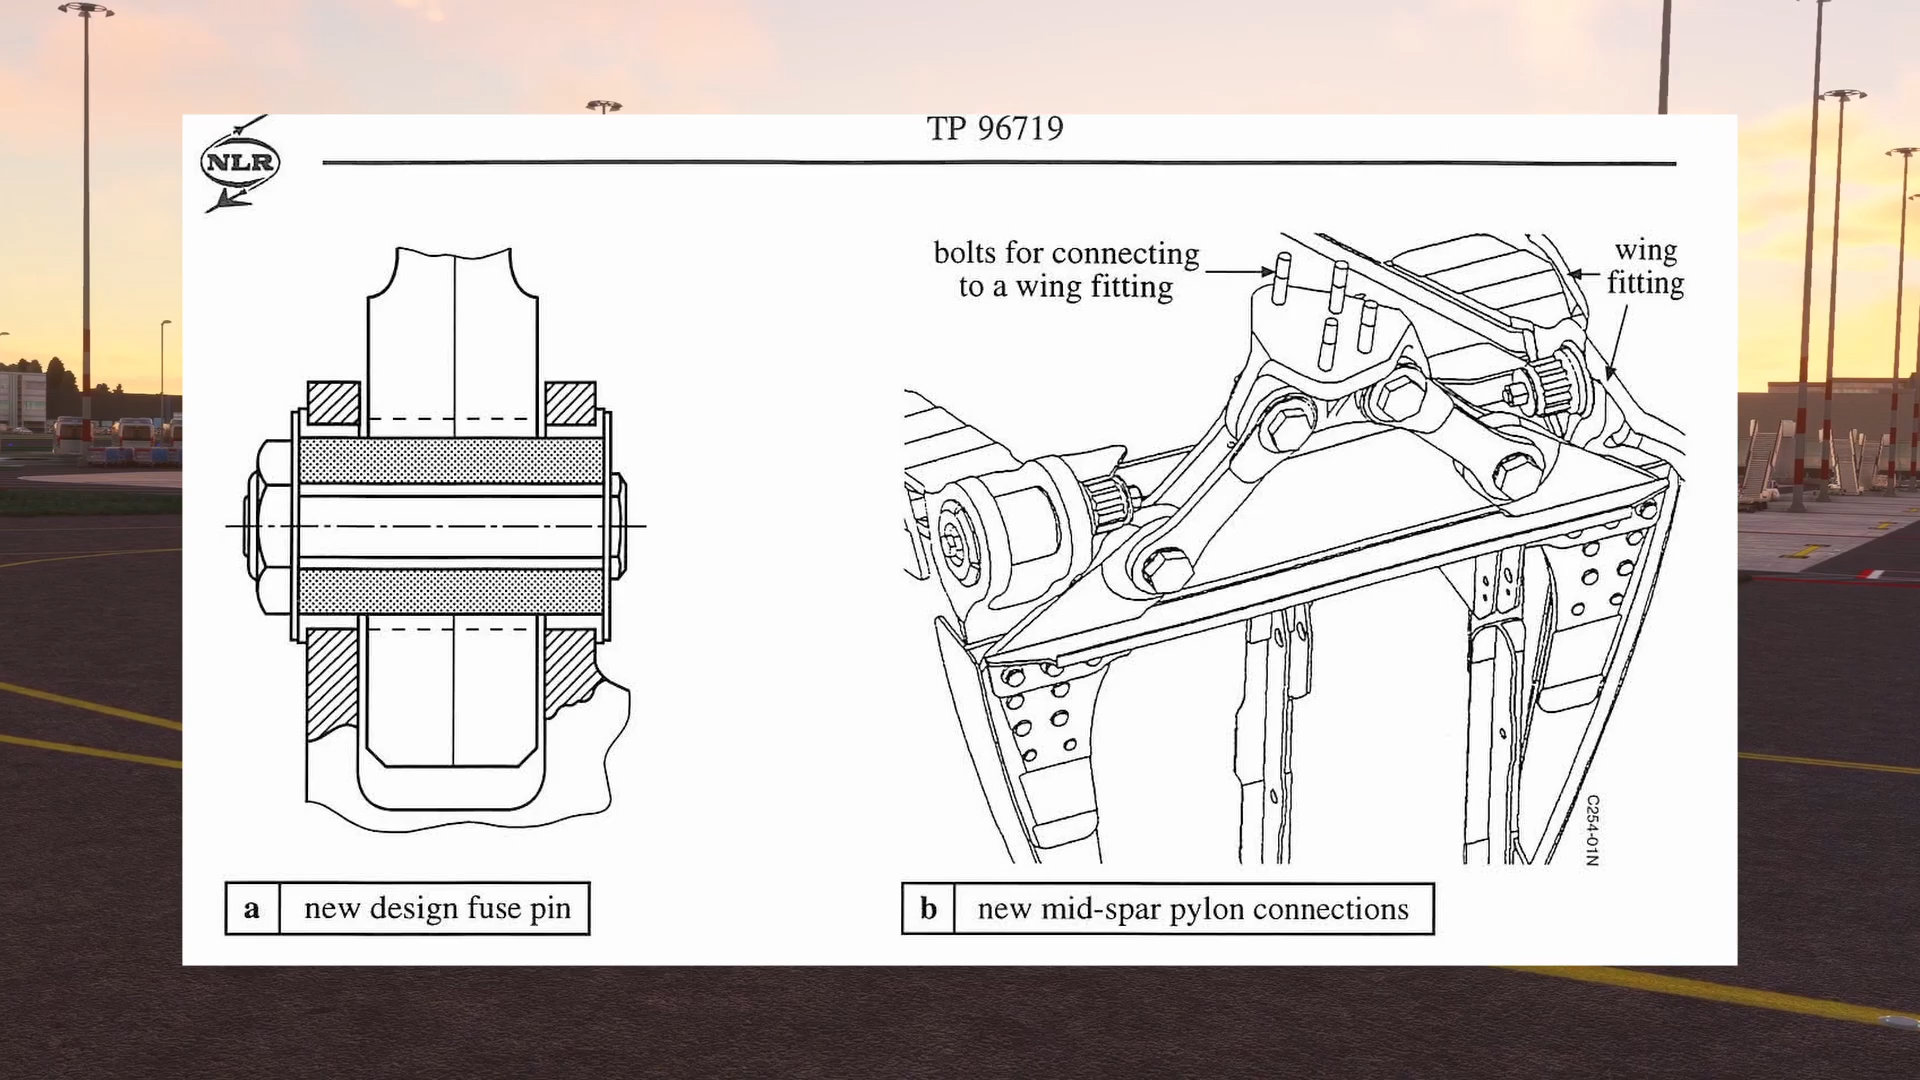 NLR
TP 96719
bolts for connecting
to a wing fitting
wing
fitting
C254-01N
a new design fuse pin
b new mid-spar pylon connections